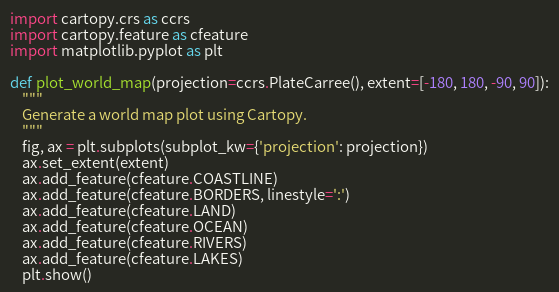 import cartopy.crs as ccrs
import cartopy.feature as cfeature
import matplotlib.pyplot as plt

def plot_world_map(projection=ccrs.PlateCarree(), extent=[-180, 180, -90, 90]):
    """
    Generate a world map plot using Cartopy.
    """
    fig, ax = plt.subplots(subplot_kw={'projection': projection})
    ax.set_extent(extent)
    ax.add_feature(cfeature.COASTLINE)
    ax.add_feature(cfeature.BORDERS, linestyle=':')
    ax.add_feature(cfeature.LAND)
    ax.add_feature(cfeature.OCEAN)
    ax.add_feature(cfeature.RIVERS)
    ax.add_feature(cfeature.LAKES)
    plt.show()